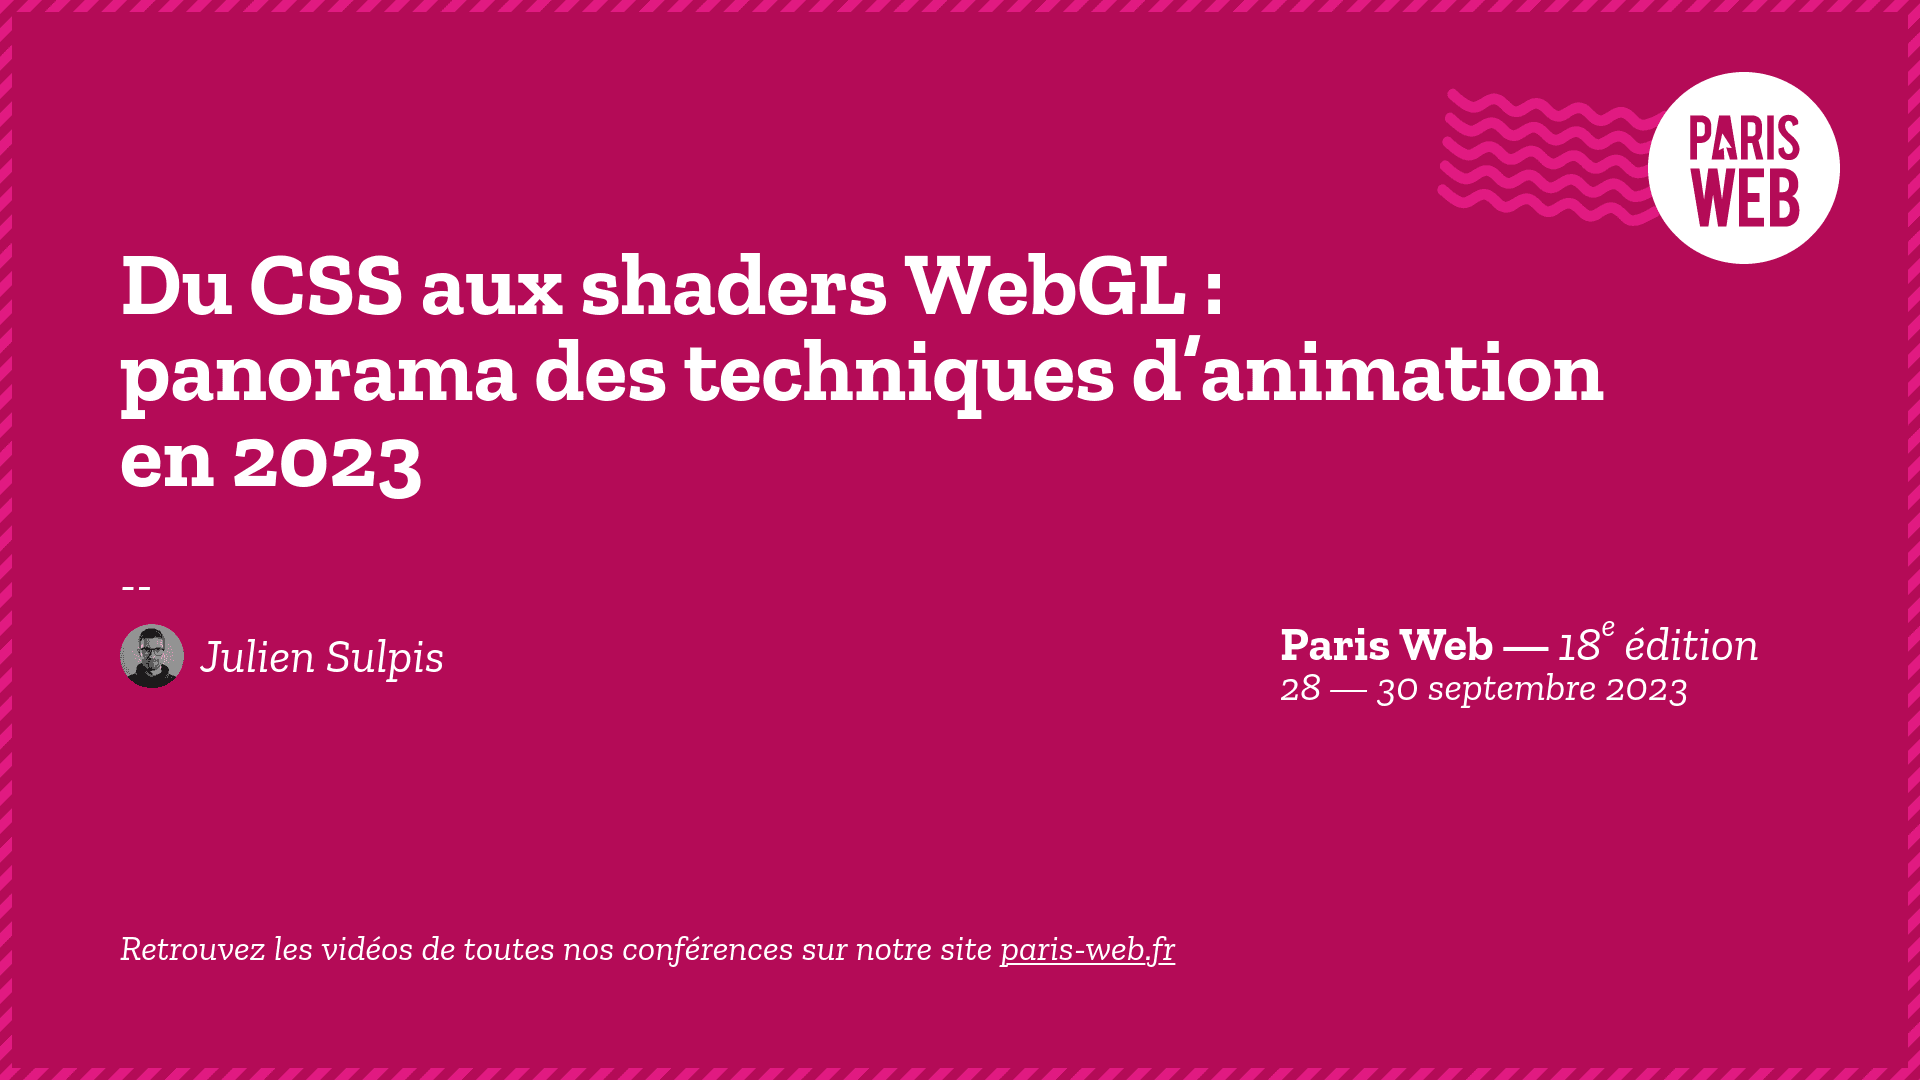 PARIS
WEB
Du CSS aux shaders WebGL :
panorama des techniques d’animation
en 2023
--
Julien Sulpis
Paris Web — 18e édition
28 — 30 septembre 2023
Retrouvez les vidéos de toutes nos conférences sur notre site paris-web.fr